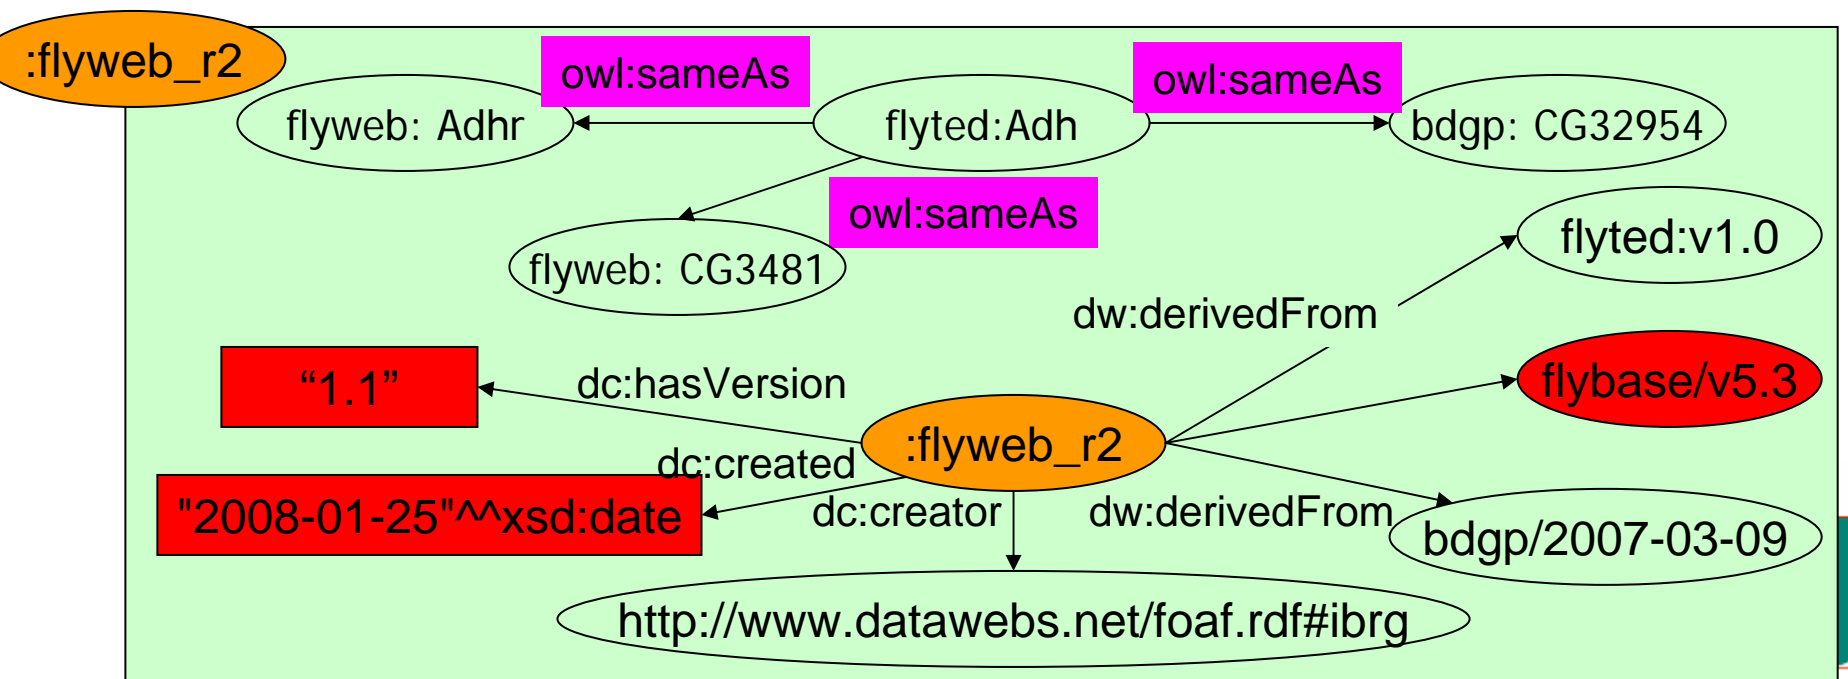 :flyweb_r2
owl:sameAs
owl:sameAs
flyweb: Adhr
flyted:Adh
bdgp: CG32954
owl:sameAs
flyweb: CG3481
flyted:v1.0
dw:derivedFrom
“1.1”
dc:hasVersion
flybase/v5.3
:flyweb_r2
dc:created
"2008-01-25"^^xsd:date
dc:creator
dw:derivedFrom
bdgp/2007-03-09
http://www.datawebs.net/foaf.rdf#ibrg